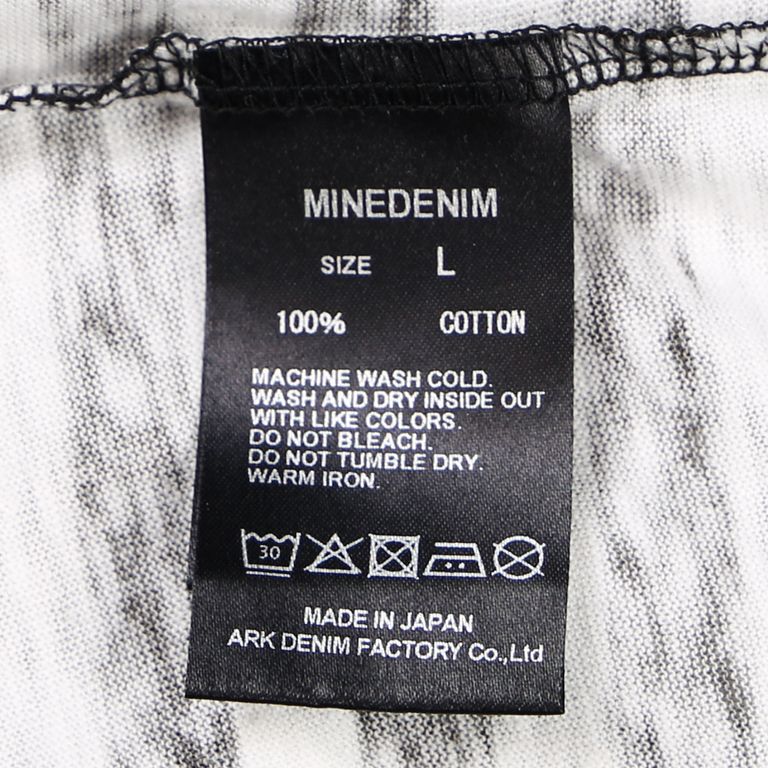 MINEDENIM
SIZE L
100% COTTON
MACHINE WASH COLD.
WASH AND DRY INSIDE OUT
WITH LIKE COLORS.
DO NOT BLEACH.
DO NOT TUMBLE DRY.
WARM IRON.
30
MADE IN JAPAN
ARK DENIM FACTORY Co.,Ltd